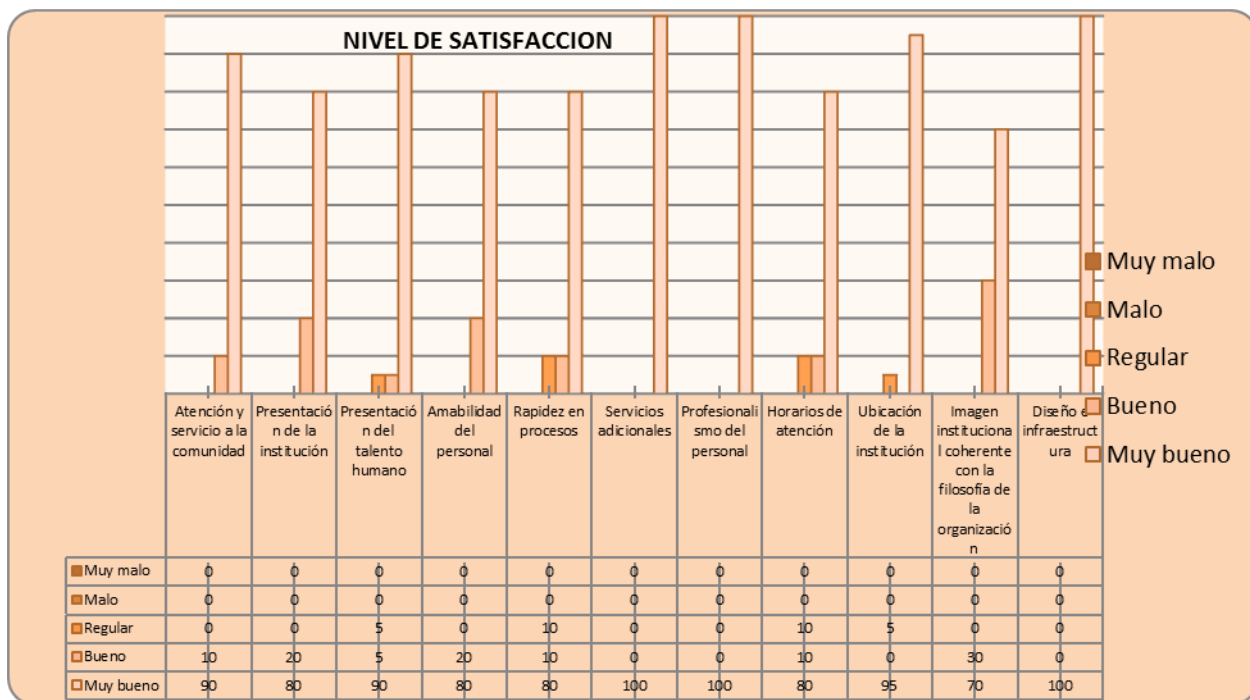 NIVEL DE SATISFACCION
Atención y
servicio a la
comunidad
Presentació
n de la
institución
Presentació
n del
talento
humano
Amabilidad
del
personal
Rapidez en
procesos
Servicios
adicionales
Profesionali
smo del
personal
Horarios de
atención
Ubicación
de la
institución
Imagen
instituciona
l coherente
con la
filosofía de
la
organizació
n
Diseño e
infraestruct
ura
Muy malo
Malo
Regular
Bueno
Muy bueno
Muy malo 0 0 0 0 0 0 0 0 0 0 0
Malo 0 0 0 0 0 0 0 0 0 0 0
Regular 0 0 5 0 10 0 0 10 5 0 0
Bueno 10 20 5 20 10 0 0 10 0 30 0
Muy bueno 90 80 90 80 80 100 100 80 95 70 100